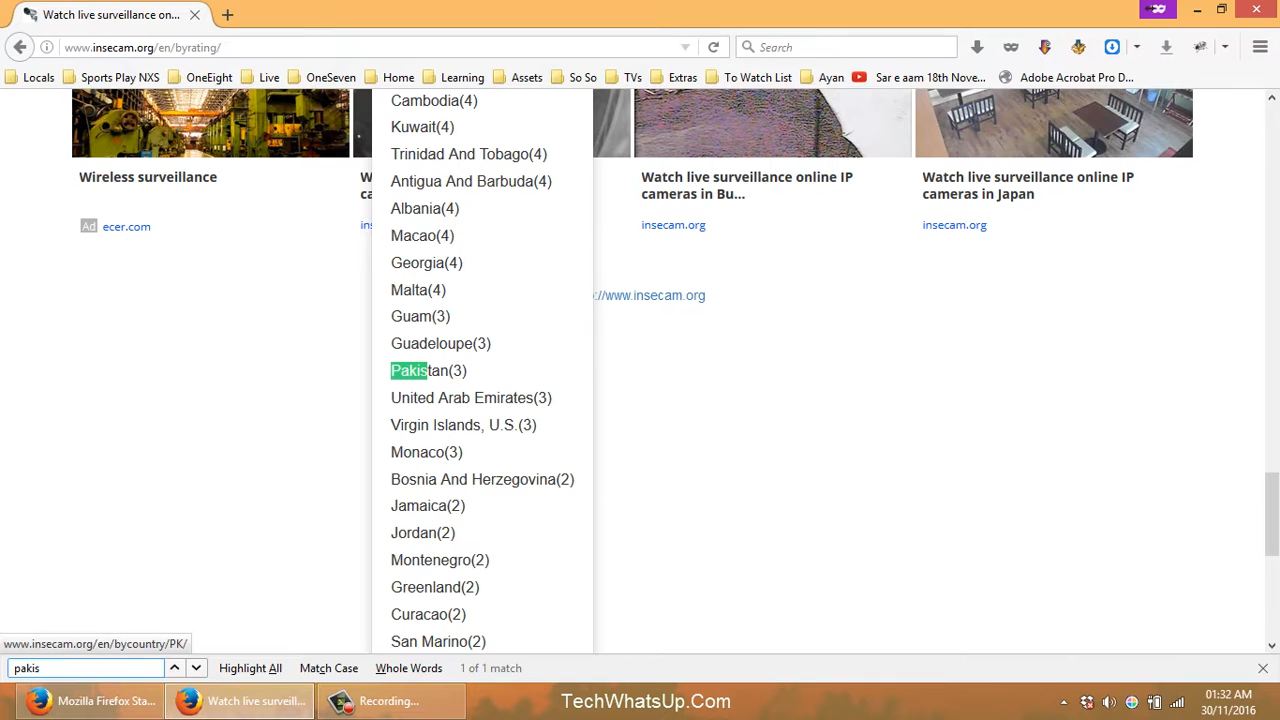 Watch live surveillance on...
www.insecam.org/en/byrating/
Search
Locals
Sports Play NXS
OneEight
Live
OneSeven
Home
Learning
Assets
So So
TVs
Extras
To Watch List
Ayan
Sar e aam 18th Nove...
Adobe Acrobat Pro D...
Wireless surveillance
Ad ecer.com
Wa
ca
ins
Watch live surveillance online IP
cameras in Bu...
insecam.org
Watch live surveillance online IP
cameras in Japan
insecam.org
://www.insecam.org
Cambodia(4)
Kuwait(4)
Trinidad And Tobago(4)
Antigua And Barbuda(4)
Albania(4)
Macao(4)
Georgia(4)
Malta(4)
Guam(3)
Guadeloupe(3)
Pakistan(3)
United Arab Emirates(3)
Virgin Islands, U.S.(3)
Monaco(3)
Bosnia And Herzegovina(2)
Jamaica(2)
Jordan(2)
Montenegro(2)
Greenland(2)
Curacao(2)
San Marino(2)
www.insecam.org/en/bycountry/PK/
pakis
Highlight All
Match Case
Whole Words
1 of 1 match
Mozilla Firefox Sta...
Watch live surveill...
Recording...
TechWhatsUp.Com
01:32 AM
30/11/2016